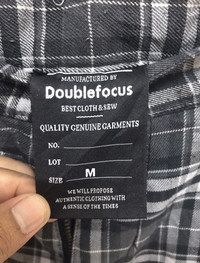 MANUFACTURED BY
Doublefocus
BEST CLOTH & SEW
QUALITY GENUINE GARMENTS
NO.
LOT
SIZE M
WE WILL PROPOSE
AUTHENTIC CLOTHING WITH
A SENSE OF THE TIMES